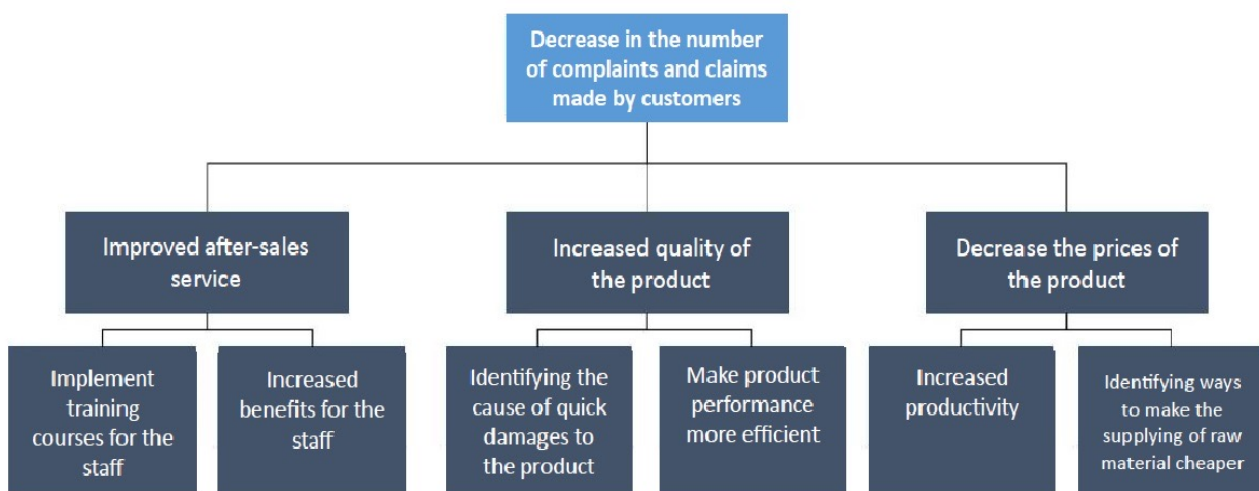 Decrease in the number
of complaints and claims
made by customers
Improved after-sales
service
Increased quality of
the product
Decrease the prices of
the product
Implement
training
courses for the
staff
Increased
benefits for the
staff
Identifying the
cause of quick
damages to
the product
Make product
performance
more efficient
Increased
productivity
Identifying ways
to make the
supplying of raw
material cheaper